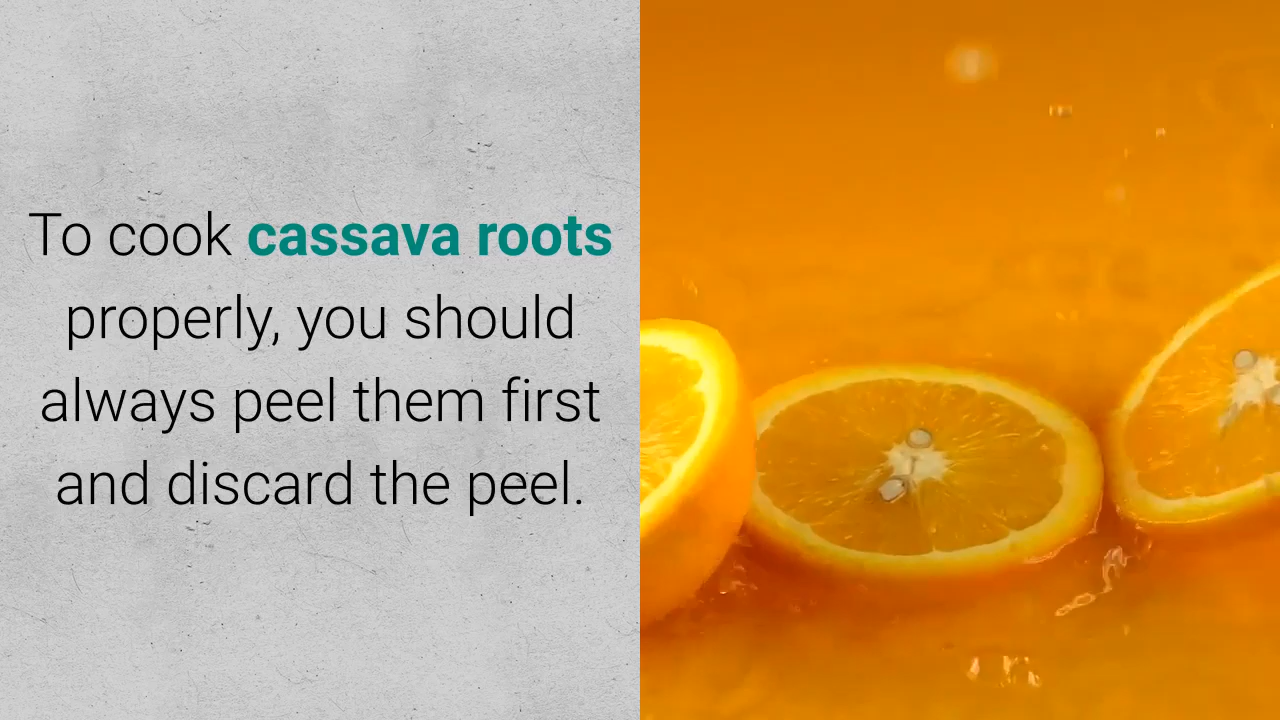 To cook cassava roots
properly, you should
always peel them first
and discard the peel.